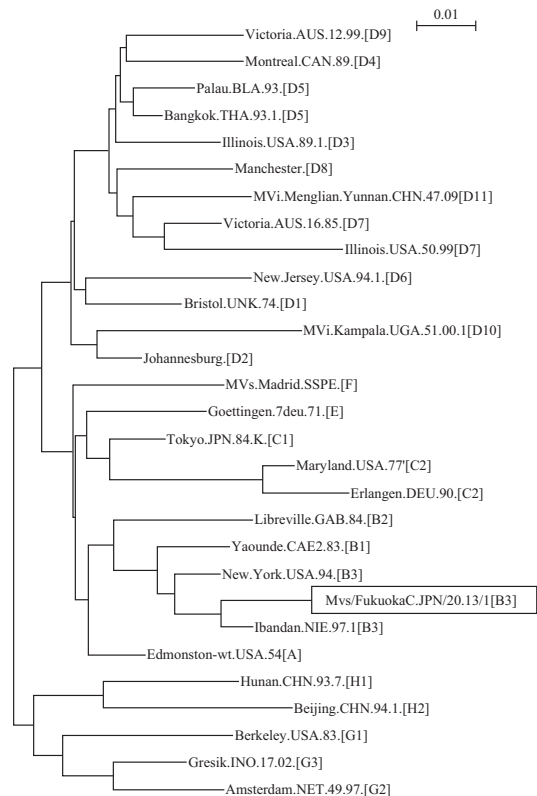 0.01
Victoria.AUS.12.99.[D9]
Montreal.CAN.89.[D4]
Palau.BLA.93.[D5]
Bangkok.THA.93.1.[D5]
Illinois.USA.89.1.[D3]
Manchester.[D8]
MVi.Menglian.Yunnan.CHN.47.09[D11]
Victoria.AUS.16.85.[D7]
Illinois.USA.50.99[D7]
New.Jersey.USA.94.1.[D6]
Bristol.UNK.74.[D1]
MVi.Kampala.UGA.51.00.1[D10]
Johannesburg.[D2]
MVs.Madrid.SSPE.[F]
Goettingen.7deu.71.[E]
Tokyo.JPN.84.K.[C1]
Maryland.USA.77'[C2]
Erlangen.DEU.90.[C2]
Libreville.GAB.84.[B2]
Yaounde.CAE2.83.[B1]
New.York.USA.94.[B3]
Mvs/FukuokaC.JPN/20.13/1[B3]
Ibandan.NIE.97.1[B3]
Edmonston-wt.USA.54[A]
Hunan.CHN.93.7.[H1]
Beijing.CHN.94.1.[H2]
Berkeley.USA.83.[G1]
Gresik.INO.17.02.[G3]
Amsterdam.NET.49.97.[G2]